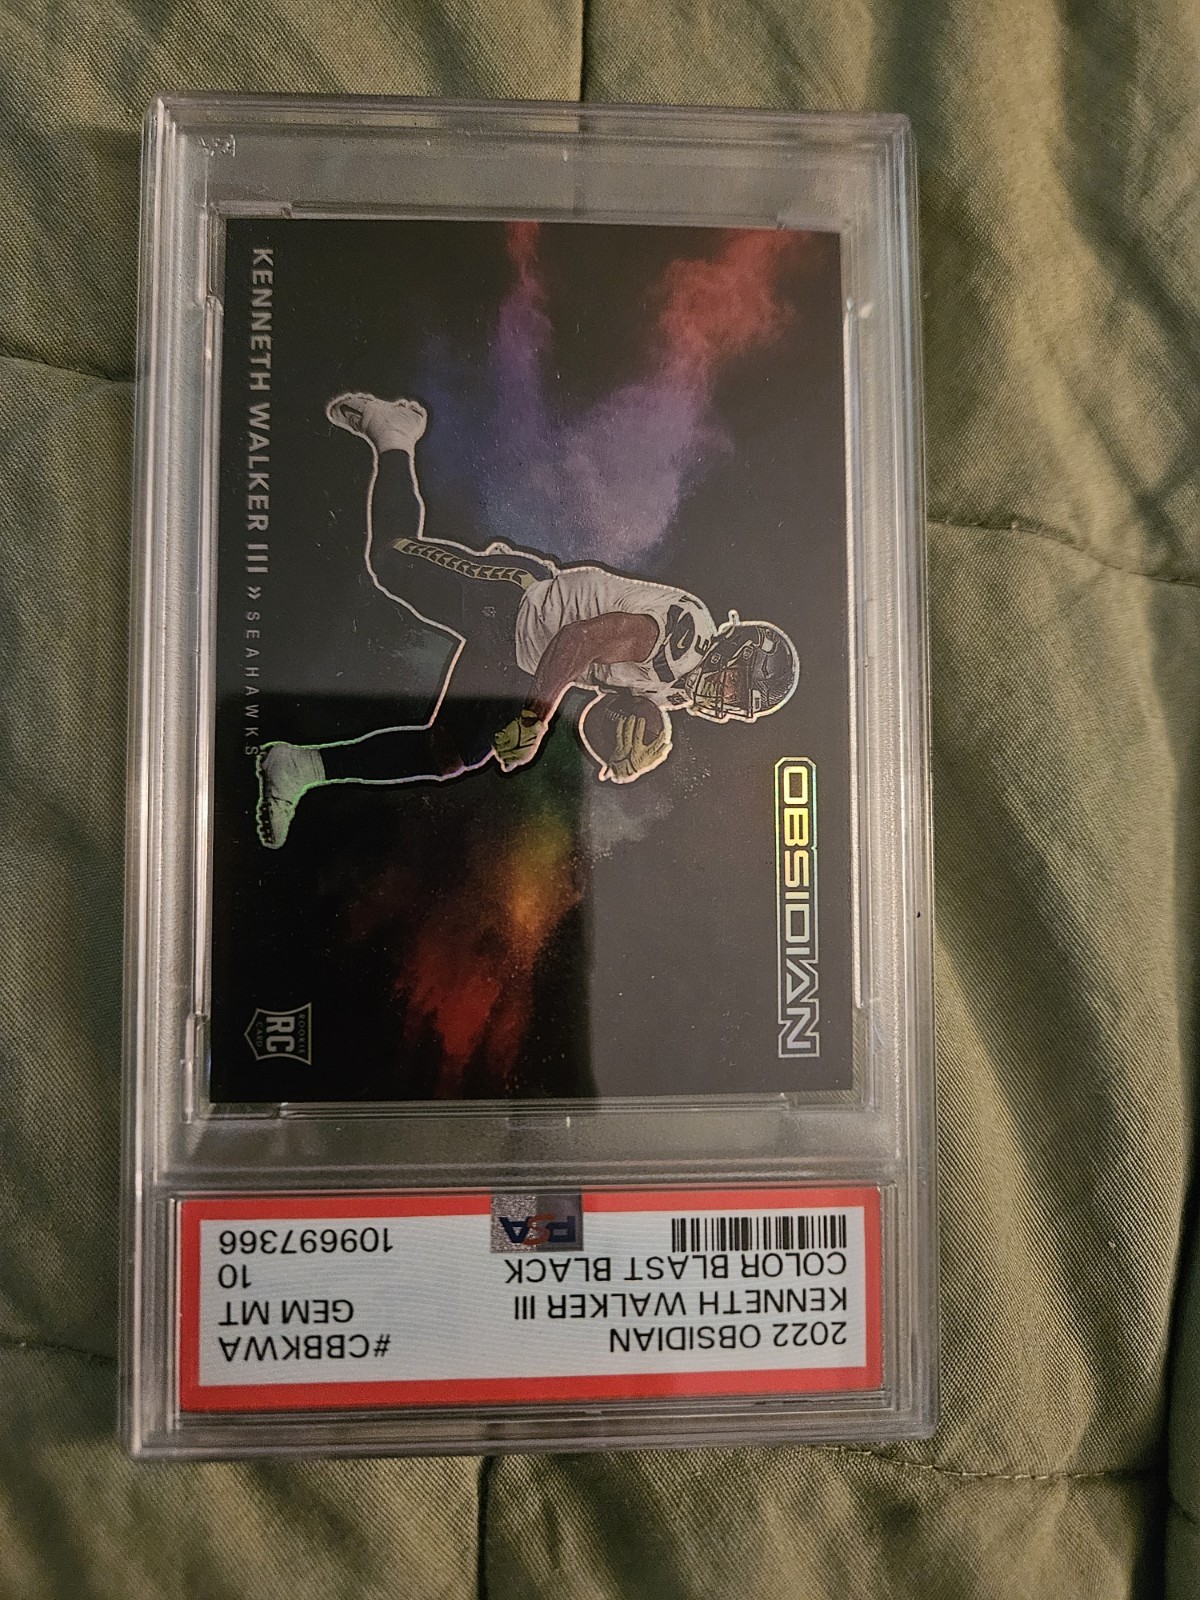 2022 OBSIDIAN #CBBKWA
KENNETH WALKER III GEM MT
COLOR BLAST BLACK 10
PSA 109697366
OBSIDIAN
KENNETH WALKER III » SEAHAWKS
ROOKIE
RC
CARD